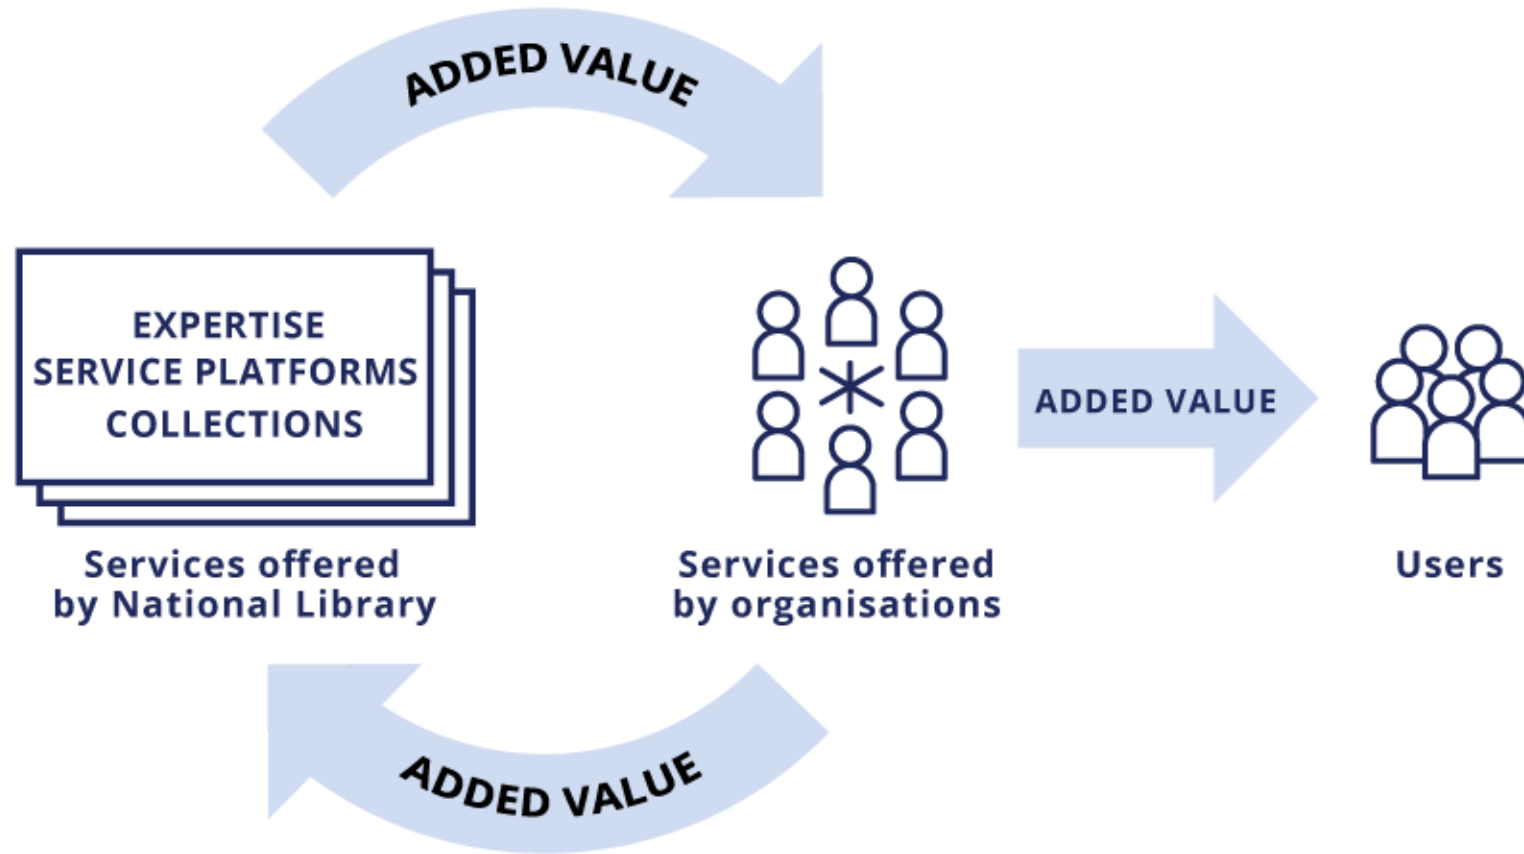 ADDED VALUE
EXPERTISE
SERVICE PLATFORMS
COLLECTIONS
Services offered
by National Library
Services offered
by organisations
ADDED VALUE
Users
ADDED VALUE